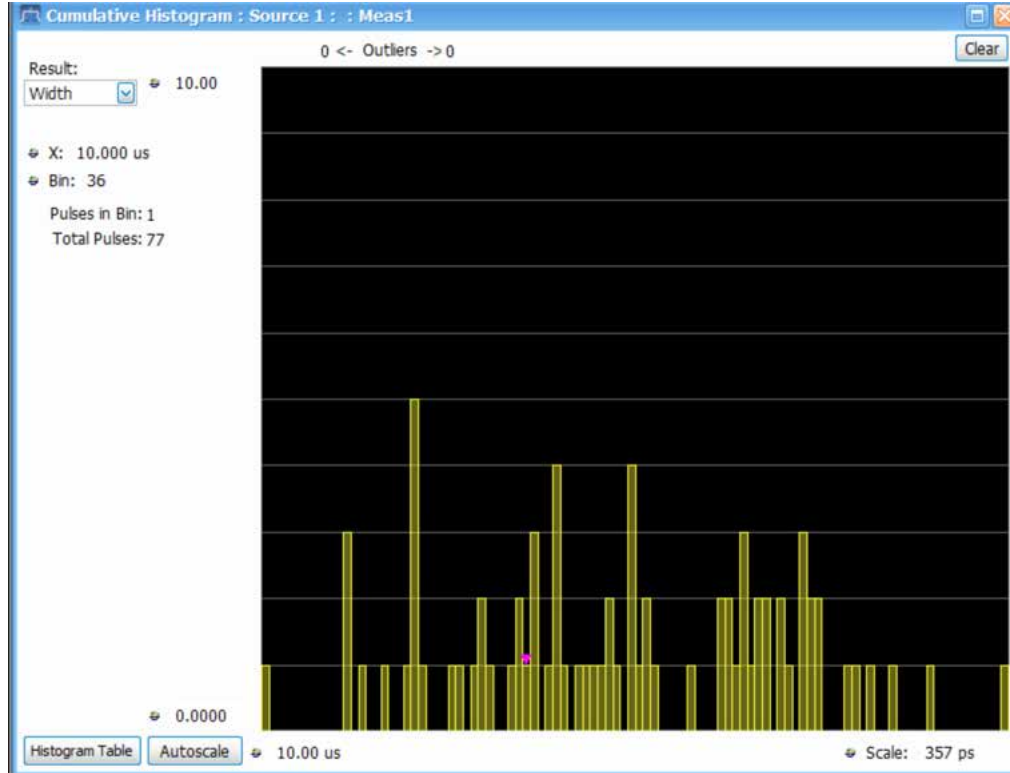 Cumulative Histogram : Source 1 : : Meas1
0 <- Outliers ->0
Clear
Result:
Width
10.00
X: 10.000 us
Bin: 36
Pulses in Bin: 1
Total Pulses: 77
0.0000
Histogram Table
Autoscale
10.00 us
Scale: 357 ps